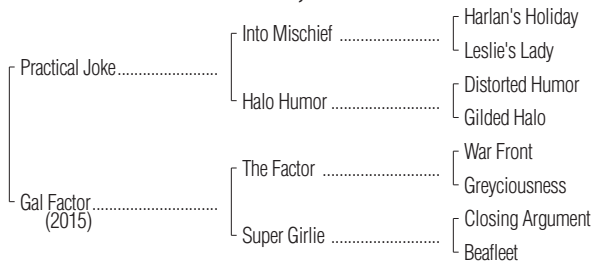 Harlan's Holiday
Into Mischief ....................
Leslie's Lady
Practical Joke.......................
Distorted Humor
Halo Humor ......................
Gilded Halo
War Front
The Factor .......................
Greyciousness
Gal Factor............................
(2015)
Closing Argument
Super Girlie ......................
Beafleet